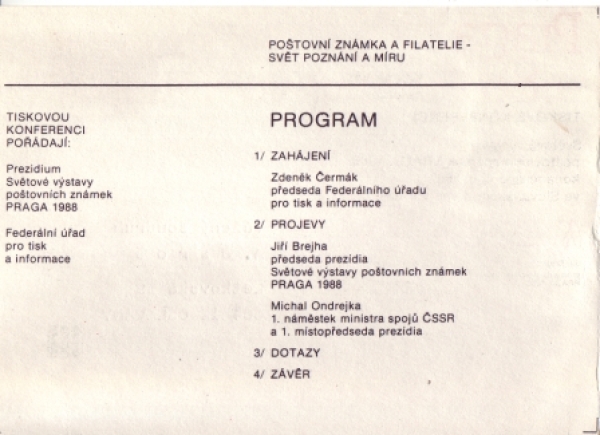 POŠTOVNÍ ZNÁMKA A FILATELIE -
SVĚT POZNÁNÍ A MÍRU
TISKOVOU
KONFERENCI
POŘÁDAJÍ:
Prezidium
Světové výstavy
poštovních známek
PRAGA 1988
Federální úřad
pro tisk
a informace
PROGRAM
1/ ZAHÁJENÍ
Zdeněk Čermák
předseda Federálního úřadu
pro tisk a informace
2/ PROJEVY
Jiří Brejha
předseda prezidia
Světové výstavy poštovních známek
PRAGA 1988
Michal Ondrejka
1. náměstek ministra spojů ČSSR
a 1. místopředseda prezidia
3/ DOTAZY
4/ ZÁVĚR